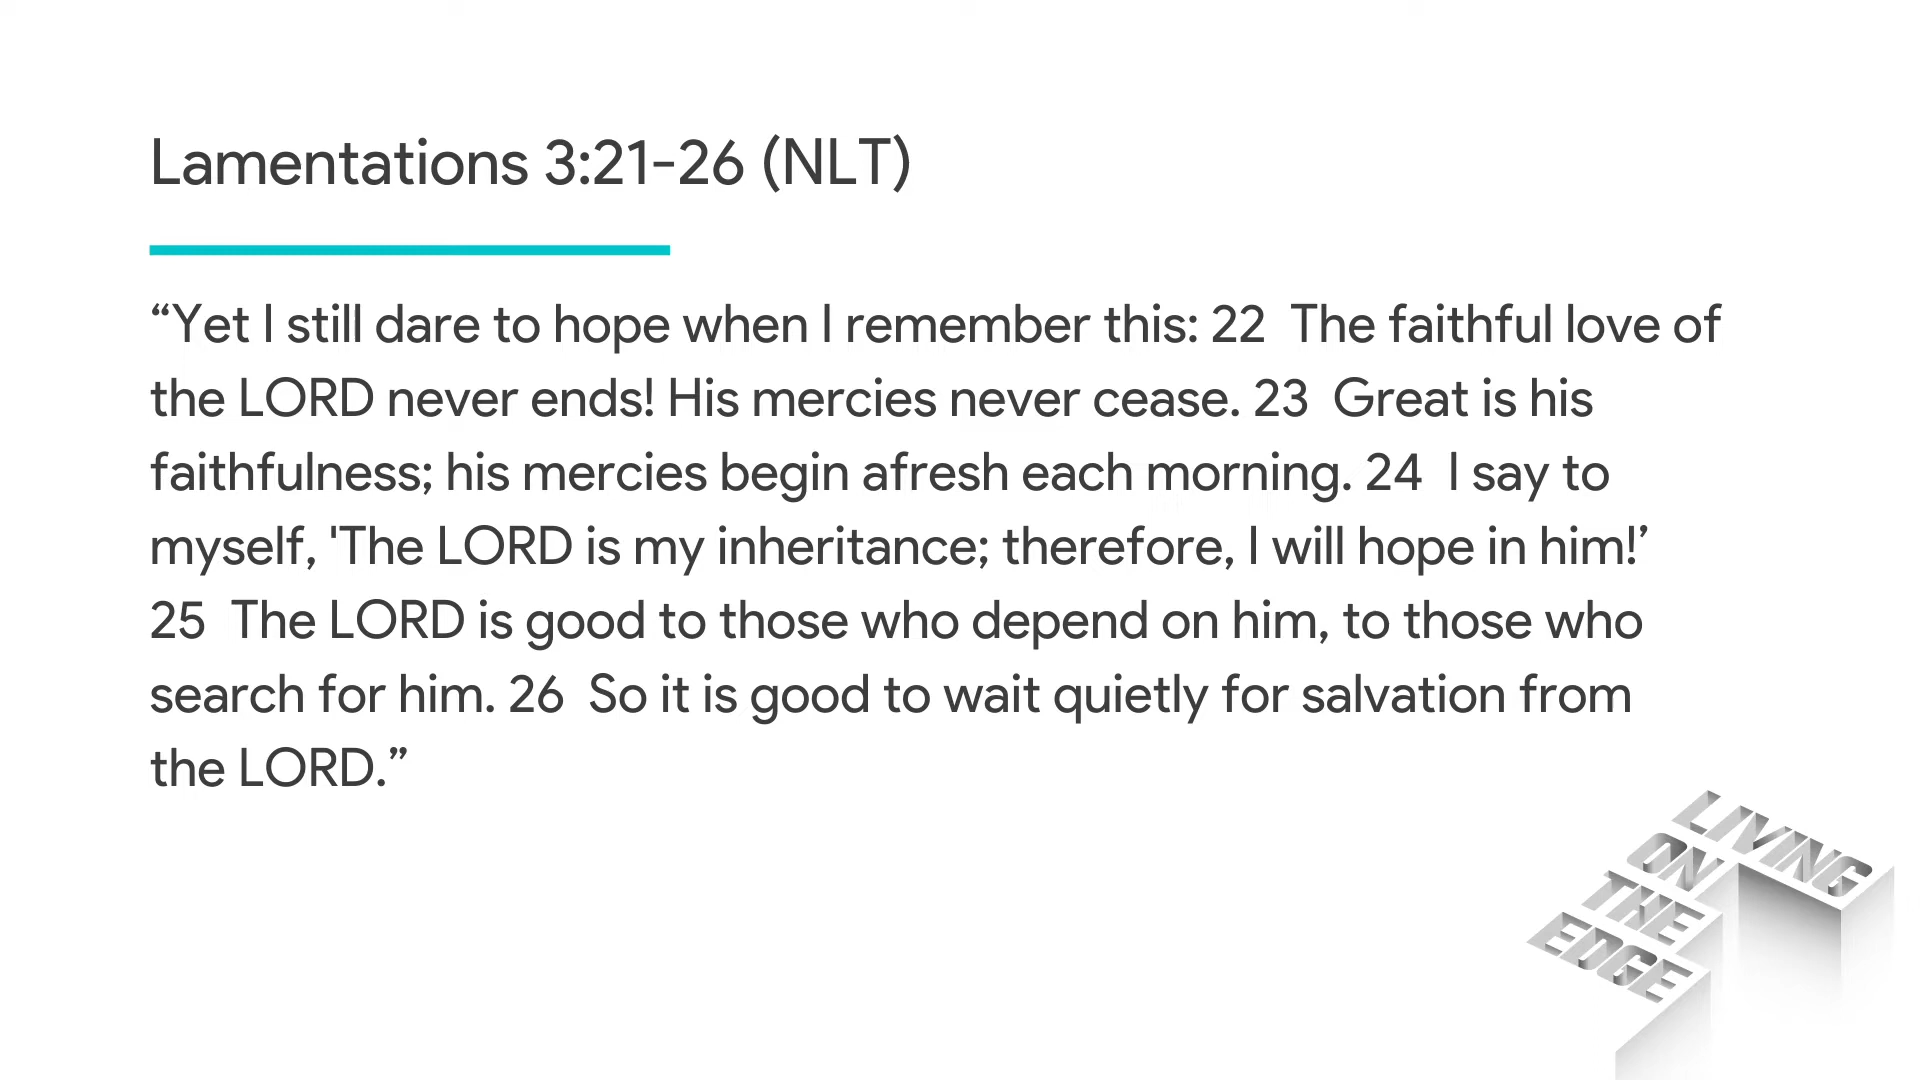 Lamentations 3:21-26 (NLT)
“Yet I still dare to hope when I remember this: 22  The faithful love of
the LORD never ends! His mercies never cease. 23  Great is his
faithfulness; his mercies begin afresh each morning. 24  I say to
myself, 'The LORD is my inheritance; therefore, I will hope in him!’
25  The LORD is good to those who depend on him, to those who
search for him. 26  So it is good to wait quietly for salvation from
the LORD.”
LIVING
ON
THE
EDGE